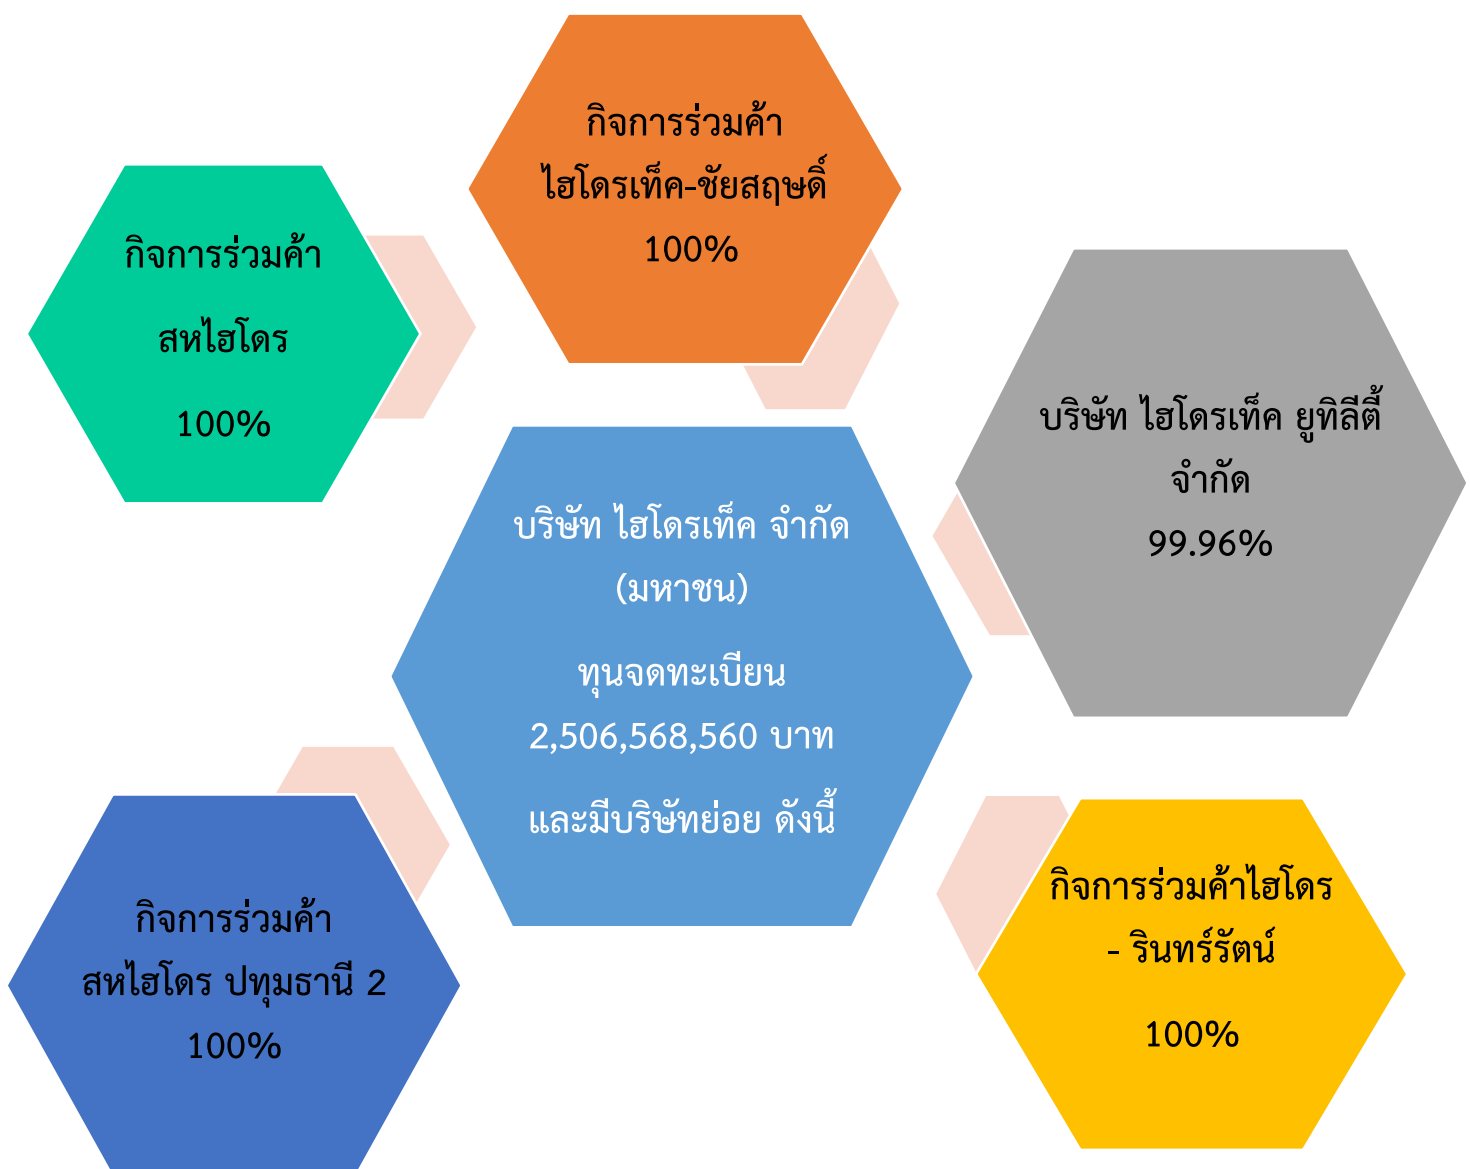 กิจการร่วมค้า
ไฮโดรเท็ค-ชัยสฤษดิ์
100%
กิจการร่วมค้า
สหไฮโดร
100%
บริษัท ไฮโดรเท็ค ยูทิลีตี้
จำกัด
99.96%
บริษัท ไฮโดรเท็ค จำกัด
(มหาชน)
ทุนจดทะเบียน
2,506,568,560 บาท
และมีบริษัทย่อย ดังนี้
กิจการร่วมค้า
สหไฮโดร ปทุมธานี 2
100%
กิจการร่วมค้าไฮโดร
- รินทร์รัตน์
100%